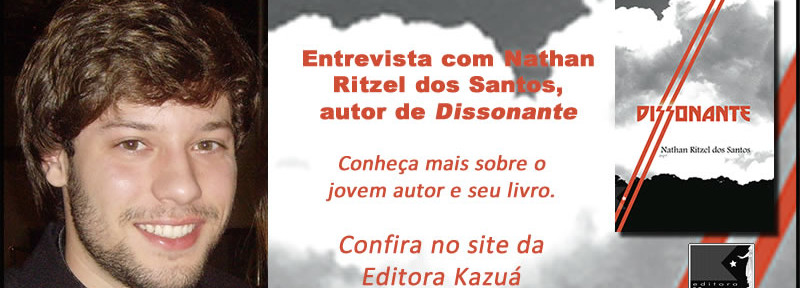 Entrevista com Nathan
Ritzel dos Santos,
autor de Dissonante
Conheça mais sobre o
jovem autor e seu livro.
Confira no site da
Editora Kazuá
DISSONANTE
Nathan Ritzel dos Santos
editora